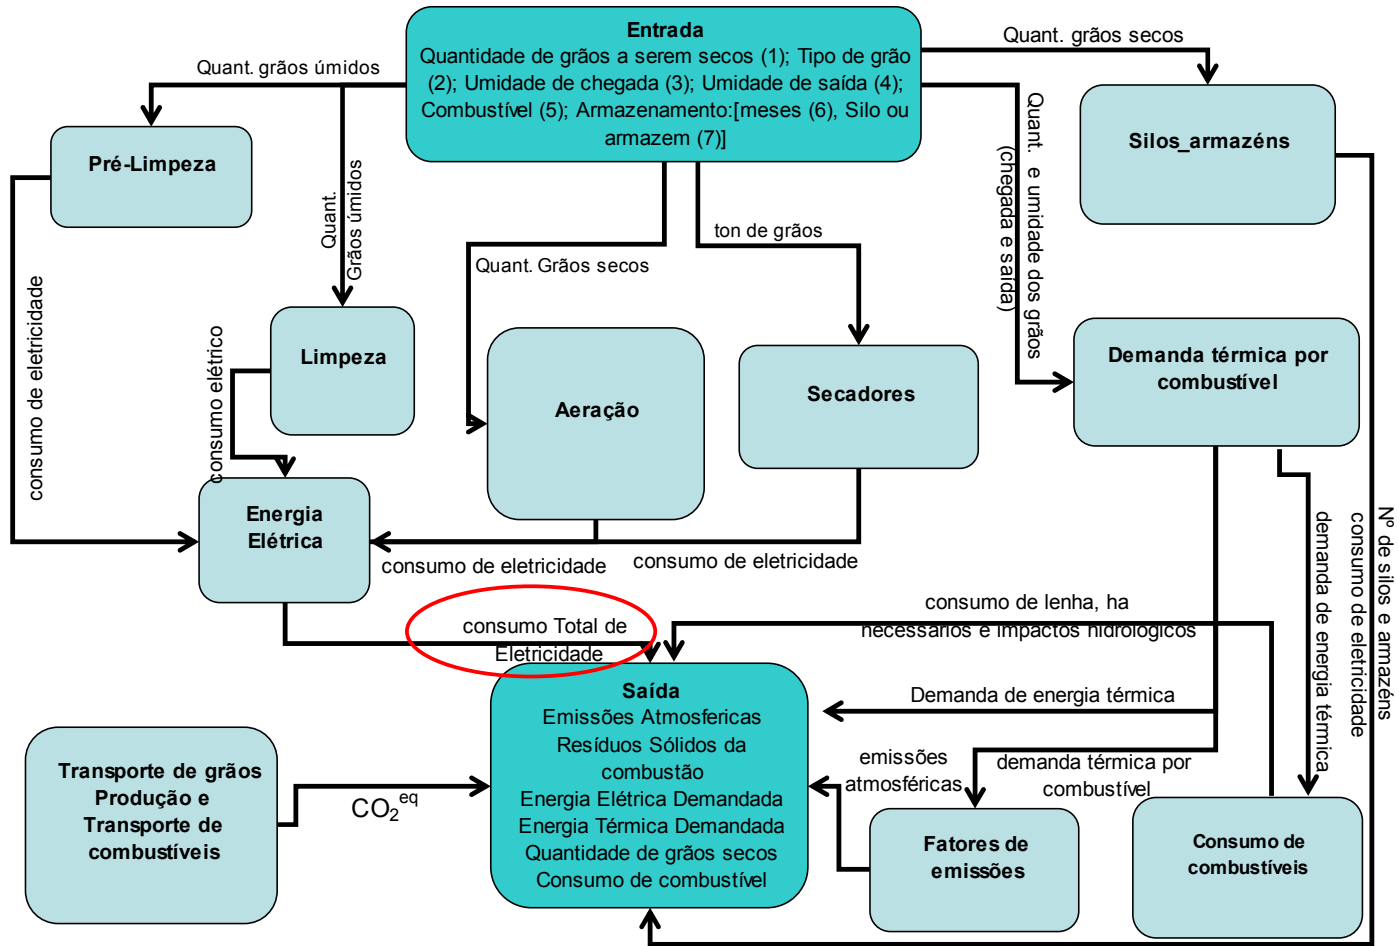 Entrada
Quantidade de grãos a serem secos (1); Tipo de grão
(2); Umidade de chegada (3); Umidade de saída (4);
Combustível (5); Armazenamento:[meses (6), Silo ou
armazem (7)]
Quant. grãos úmidos
Quant. grãos secos
Pré-Limpeza
Silos_armazéns
Quant.
Grãos úmidos
Quant. Grãos secos
ton de grãos
Quant. e umidade dos grãos
(chegada e saída)
consumo de eletricidade
Limpeza
consumo elétrico
Aeração
Secadores
Demanda térmica por
combustível
Energia
Elétrica
consumo de eletricidade
consumo de eletricidade
demanda de energia térmica
Nº de silos e armazéns
consumo de eletricidade
consumo Total de
Eletricidade
consumo de lenha, ha
necessários e impactos hidrológicos
Saída
Emissões Atmosfericas
Resíduos Sólidos da
combustão
Energia Elétrica Demandada
Energia Térmica Demandada
Quantidade de grãos secos
Consumo de combustível
Demanda de energia térmica
emissões
atmosféricas
demanda térmica por
combustível
Transporte de grãos
Produção e
Transporte de
combustíveis
CO₂ᵉq
Fatores de
emissões
Consumo de
combustíveis